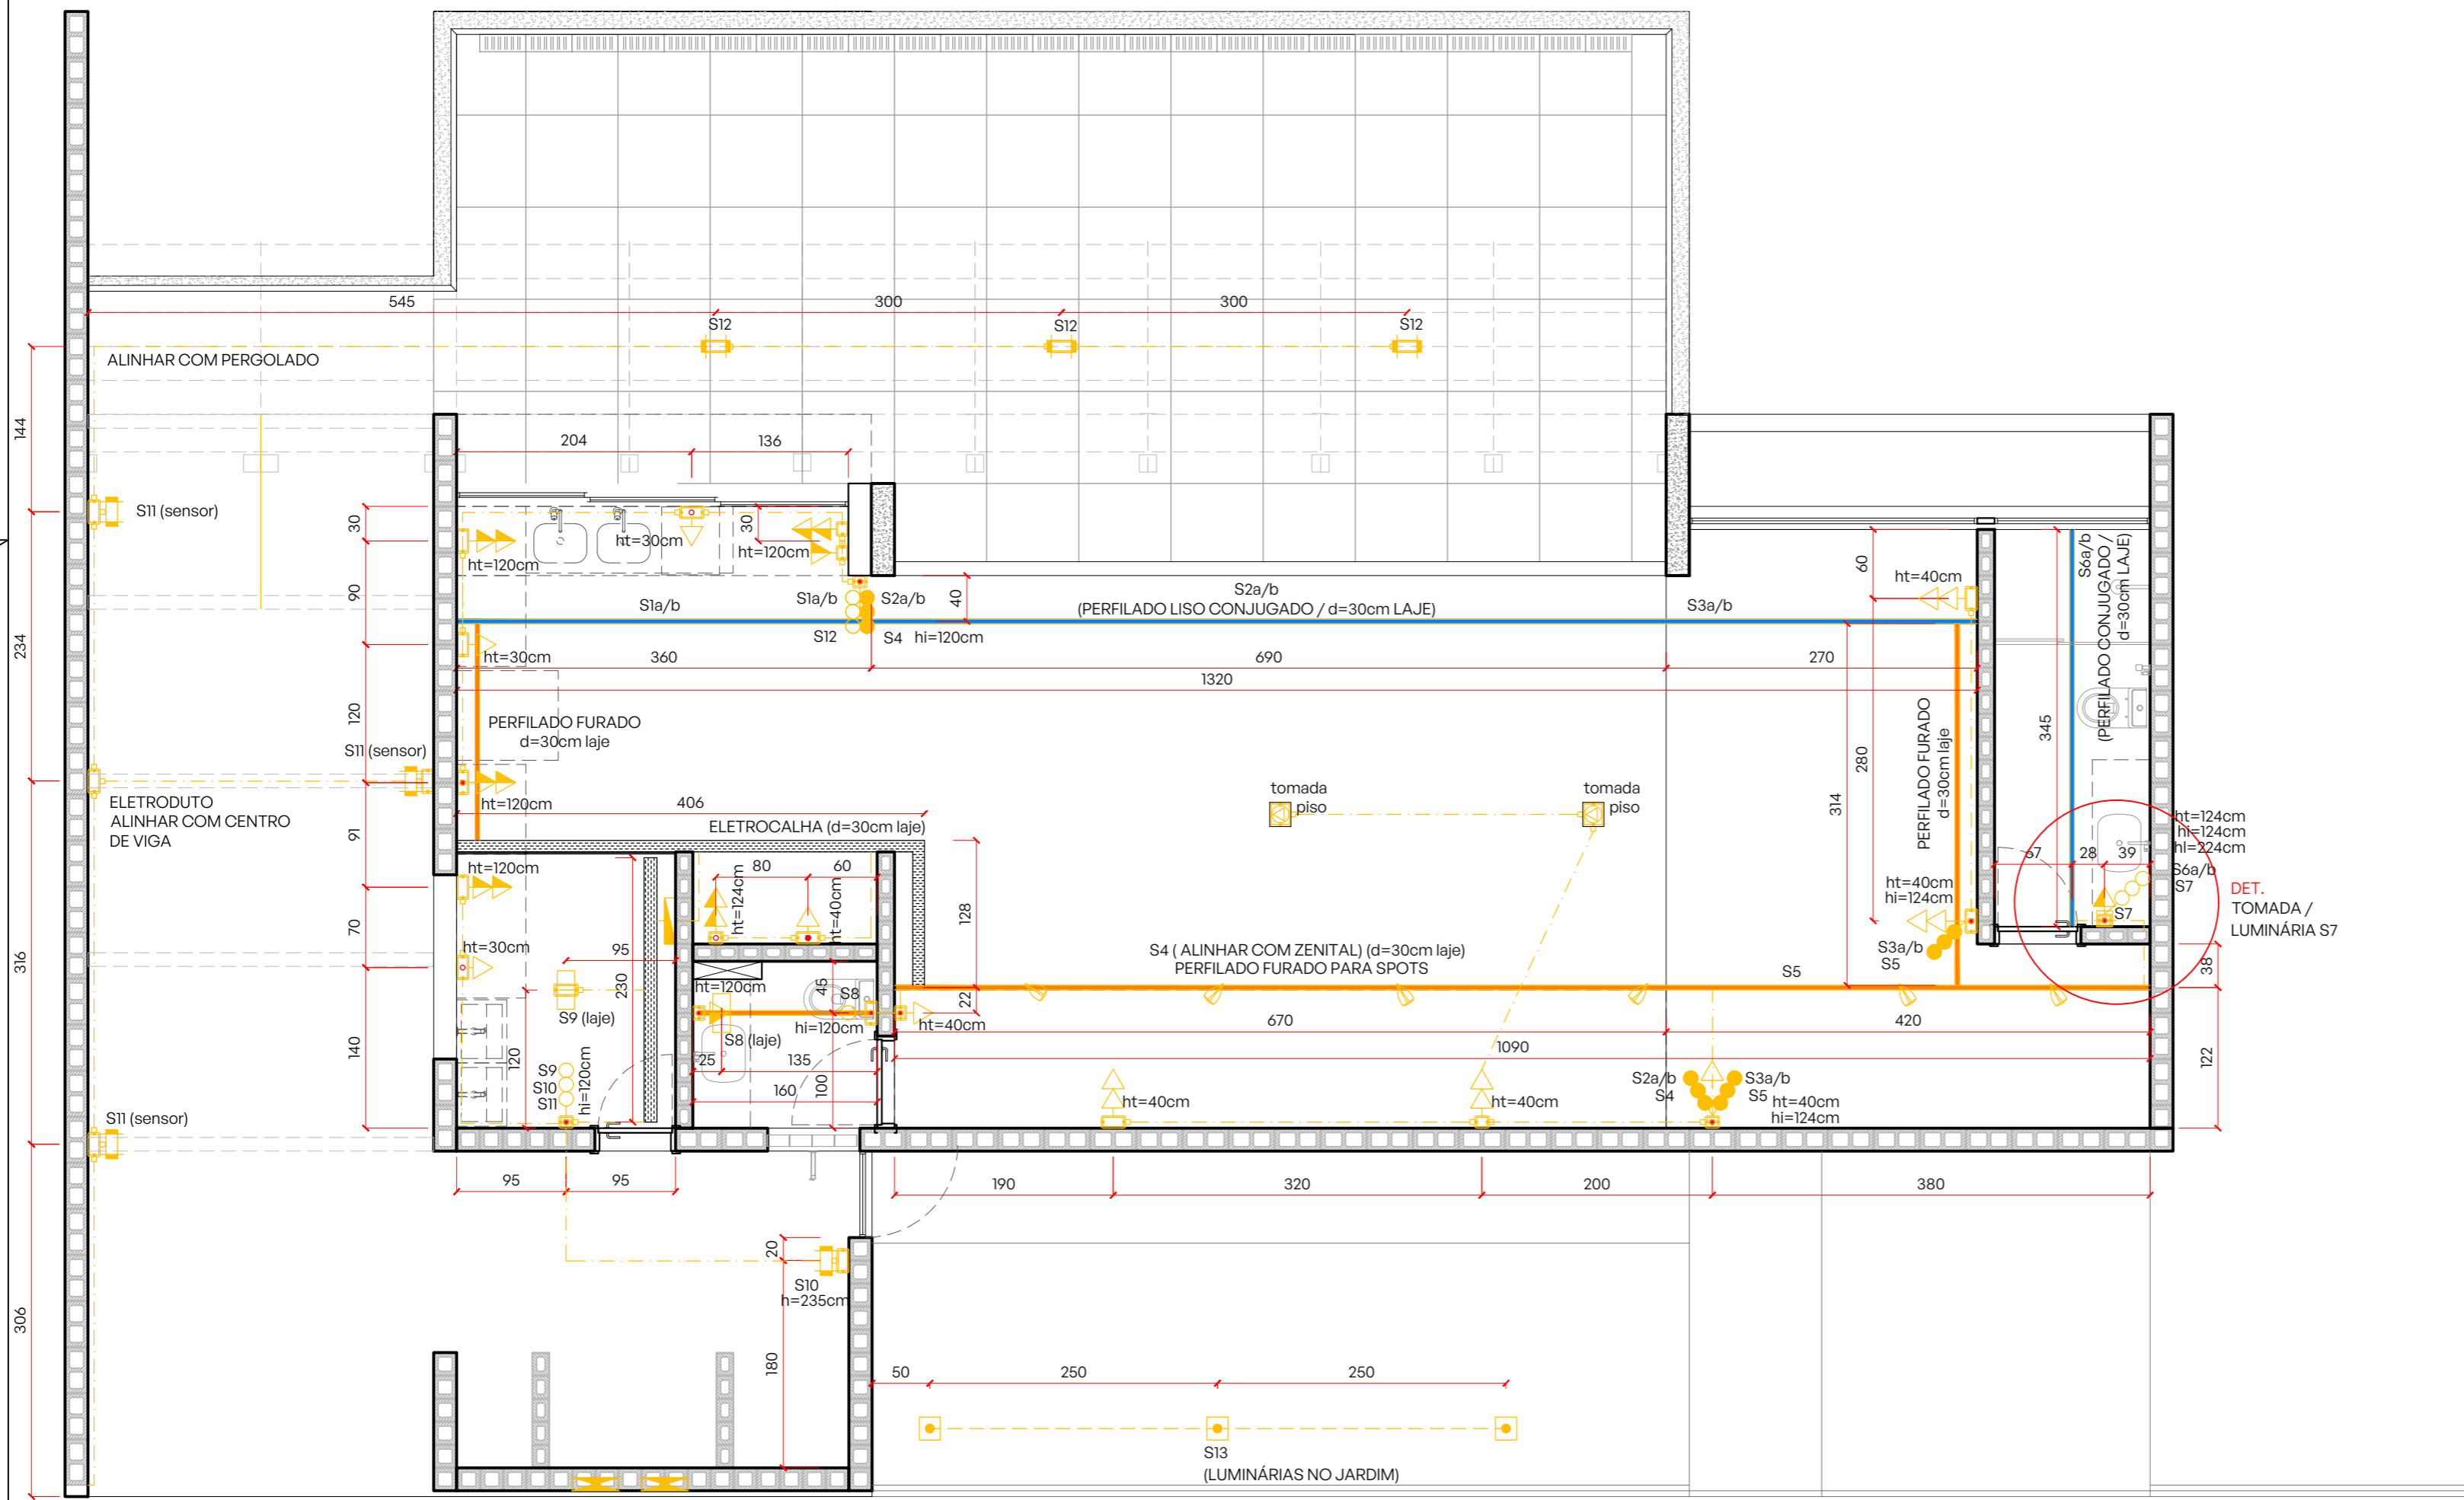 545
300
300
S12
S12
S12
ALINHAR COM PERGOLADO
144
204
136
S11 (sensor)
30
ht=30cm
30
ht=120cm
ht=120cm
90
S1a/b
S1a/b
S2a/b
40
S2a/b
(PERFILADO LISO CONJUGADO / d=30cm LAJE)
S3a/b
60
ht=40cm
S6a/b
(PERFILADO CONJUGADO /
d=30cm LAJE)
S12
S4
hi=120cm
234
ht=30cm
360
690
270
1320
120
PERFILADO FURADO
d=30cm laje
S11 (sensor)
345
280
314
PERFILADO FURADO
d=30cm laje
tomada
piso
tomada
piso
ELETRODUTO
ALINHAR COM CENTRO
DE VIGA
ht=120cm
406
ELETROCALHA (d=30cm laje)
91
ht=124cm
hi=124cm
hl=224cm
67
28
39
S6a/b
S7
ht=120cm
80
60
ht=124cm
ht=40cm
128
ht=40cm
hi=124cm
S7
DET.
TOMADA /
LUMINÁRIA S7
70
ht=30cm
316
95
230
S4 ( ALINHAR COM ZENITAL) (d=30cm laje)
PERFILADO FURADO PARA SPOTS
S5
S3a/b
S5
38
ht=120cm
45
S8
22
S9 (laje)
hi=120cm
ht=40cm
670
420
S8 (laje)
140
120
1090
25
135
160
100
122
S9
S10
S11
hi=120cm
ht=40cm
ht=40cm
S2a/b
S4
S3a/b
S5
ht=40cm
hi=124cm
S11 (sensor)
95
95
190
320
200
380
20
S10
h=235cm
306
180
50
250
250
S13
(LUMINÁRIAS NO JARDIM)